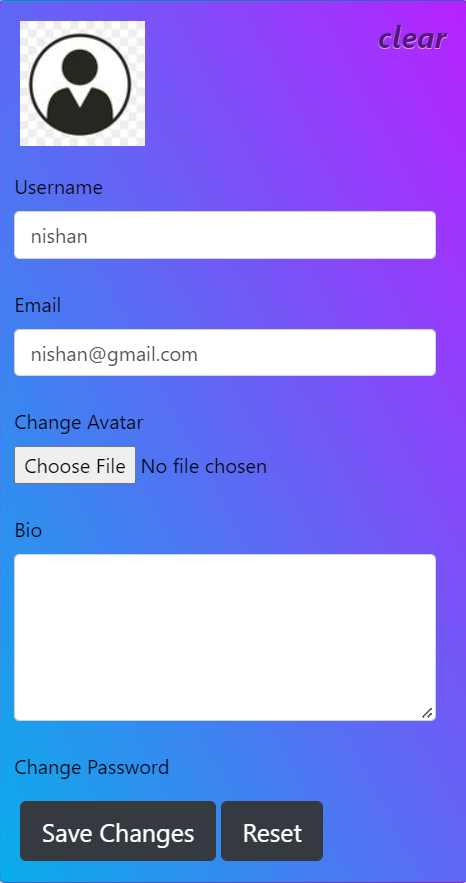 clear
Username
nishan
Email
nishan@gmail.com
Change Avatar
Choose File No file chosen
Bio
Change Password
Save Changes Reset